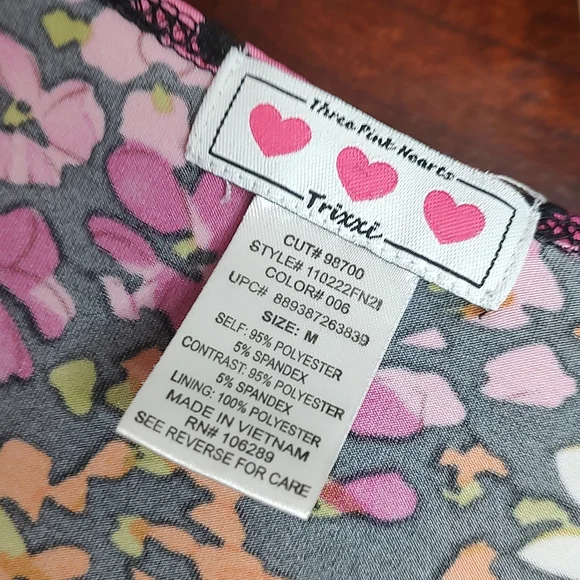 Three Pink Hearts
Trixxi
CUT# 98700
STYLE# 110222FN28
COLOR# 006
UPC# 889387263839
SIZE: M
SELF: 95% POLYESTER
5% SPANDEX
CONTRAST: 95% POLYESTER
5% SPANDEX
LINING: 100% POLYESTER
MADE IN VIETNAM
RN# 106289
SEE REVERSE FOR CARE